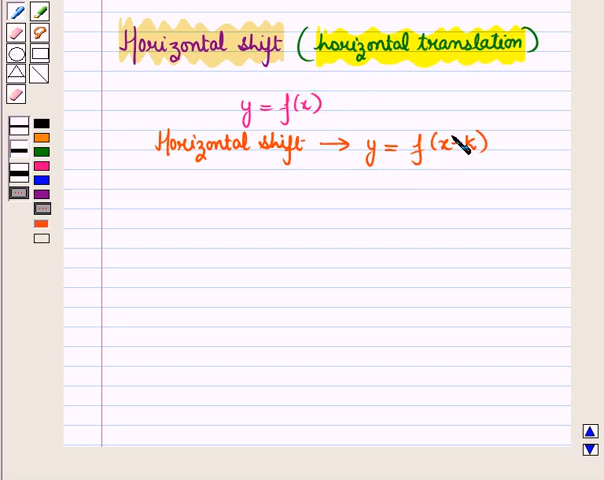 Horizontal shift (horizontal translation)
y = f(x)
Horizontal shift → y = f(x-k)